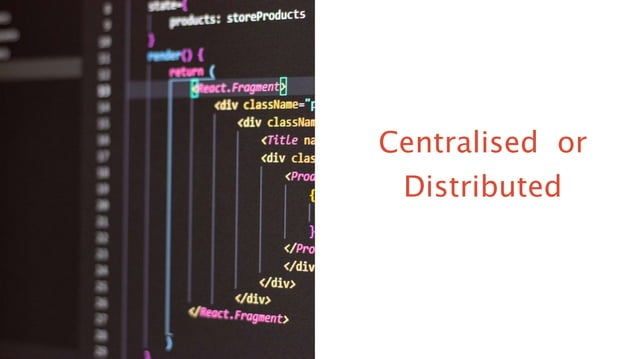 state={
products: storeProducts
}
render() {
return (
<React.Fragment>
<div className="p
<div classNam
<Title na
<div clas
<Prod
{
}
</Pro
</div
</div>
</div>
</React.Fragment>
)
}
Centralised or
Distributed